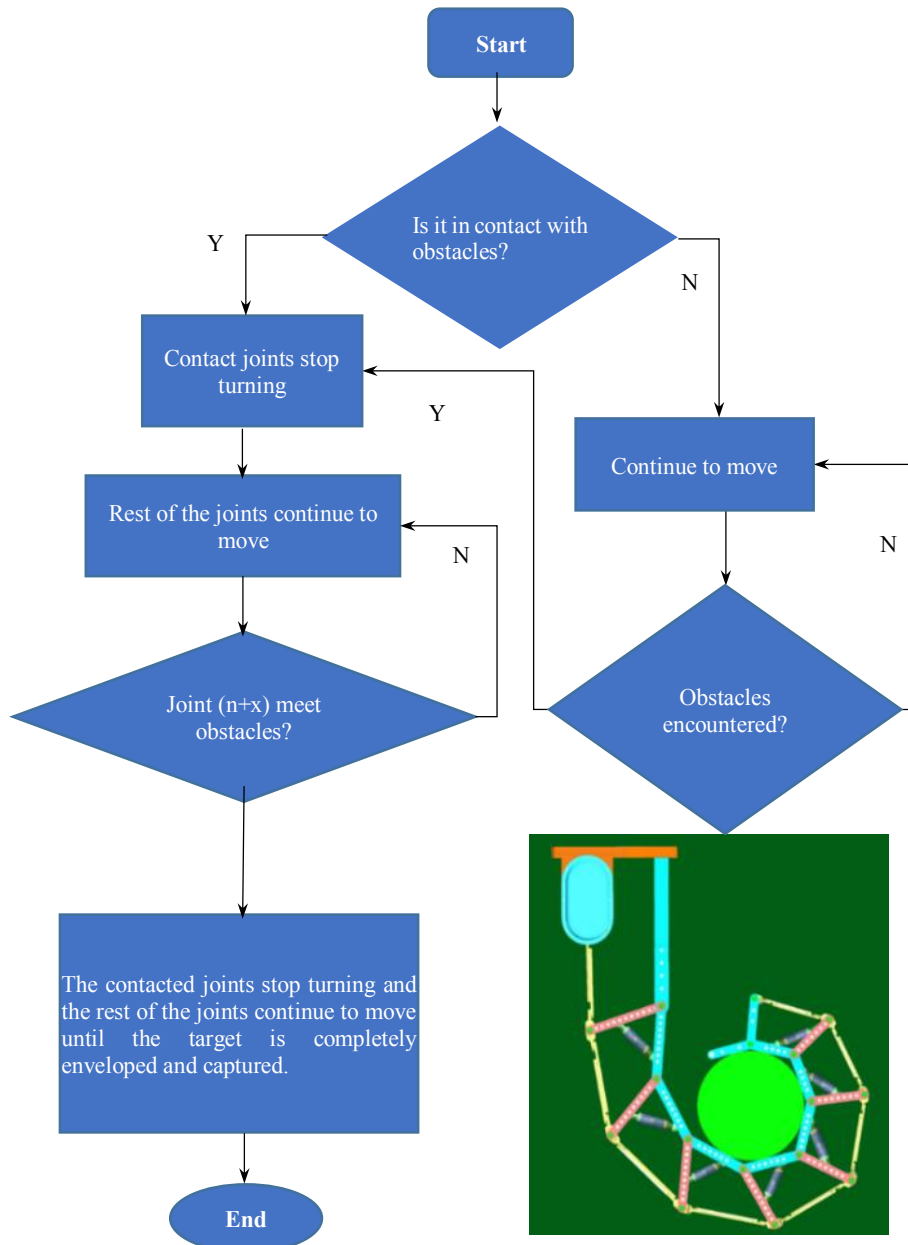 Start
Is it in contact with
obstacles?
Y
N
Contact joints stop
turning
Y
Continue to move
Rest of the joints continue to
move
N
N
Joint (n+x) meet
obstacles?
Obstacles
encountered?
The contacted joints stop turning and
the rest of the joints continue to move
until the target is completely
enveloped and captured.
End